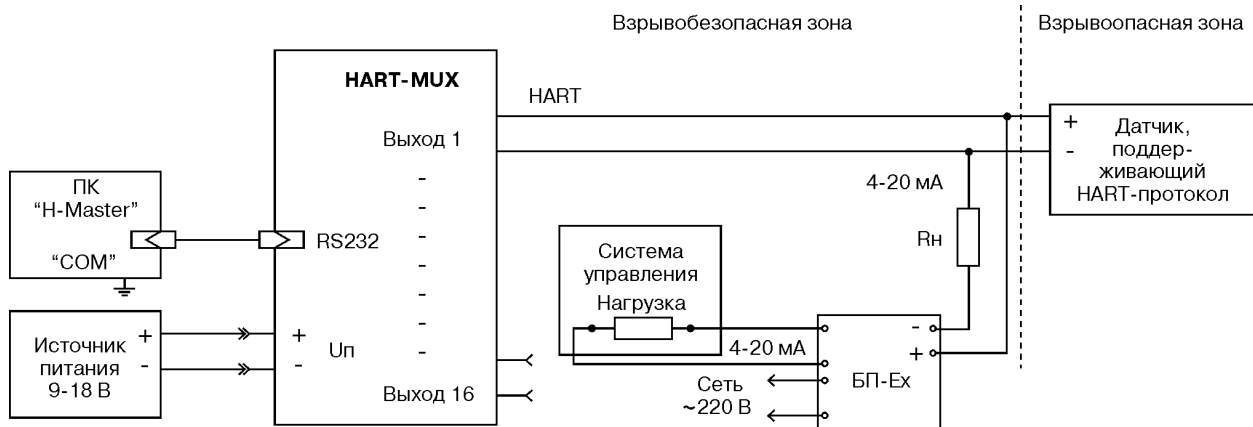 Взрывобезопасная зона
Взрывоопасная зона
HART-MUX
HART
Выход 1
+
-
Датчик,
поддер-
живающий
HART-протокол
4-20 мА
Rн
ПК
“H-Master”
“COM”
RS232
-
-
-
-
-
-
-
Система
управления
Нагрузка
4-20 мА
-
+
БП-Ex
Сеть
~220 В
Источник
питания
9-18 В
+
-
+
-
Uп
Выход 16